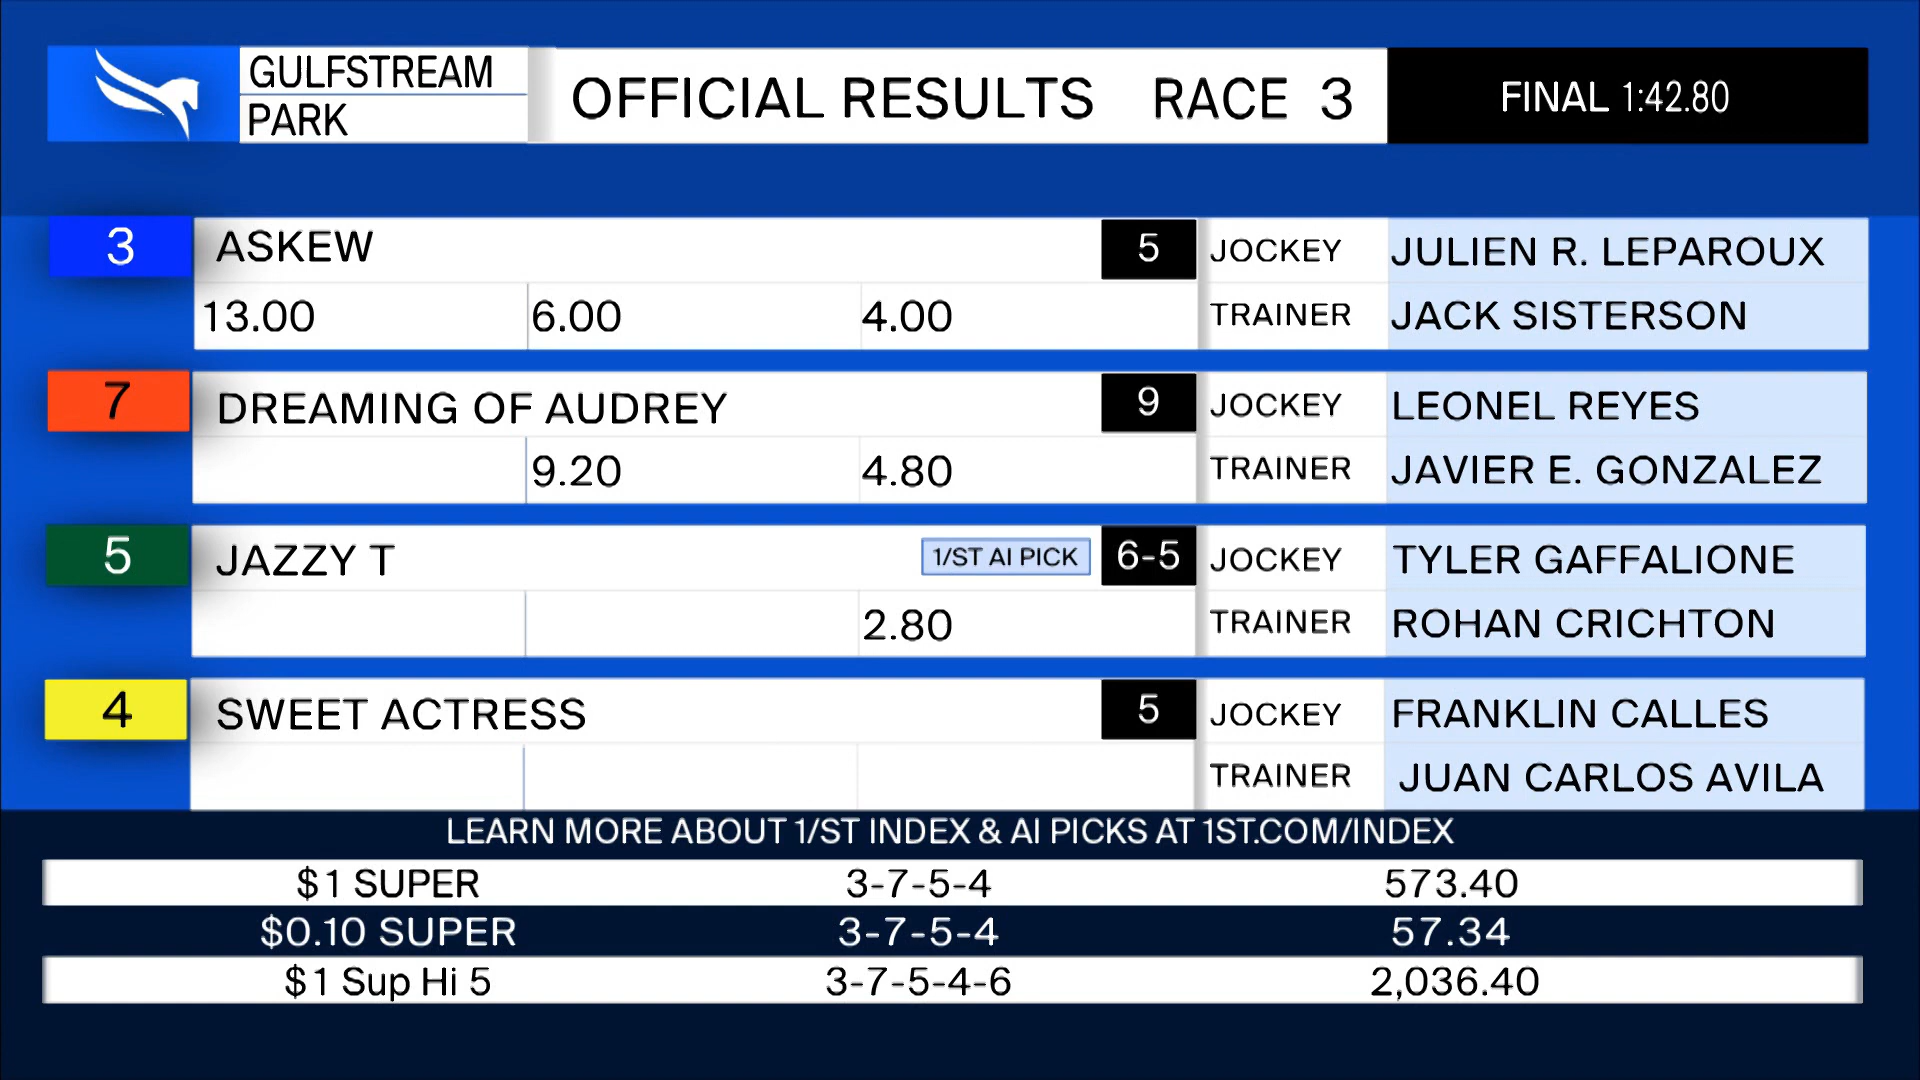 GULFSTREAM
PARK
OFFICIAL RESULTS RACE 3
FINAL 1:42.80
3 ASKEW 5 JOCKEY JULIEN R. LEPAROUX
13.00 6.00 4.00 TRAINER JACK SISTERSON
7 DREAMING OF AUDREY 9 JOCKEY LEONEL REYES
9.20 4.80 TRAINER JAVIER E. GONZALEZ
5 JAZZY T 1/ST AI PICK 6-5 JOCKEY TYLER GAFFALIONE
2.80 TRAINER ROHAN CRICHTON
4 SWEET ACTRESS 5 JOCKEY FRANKLIN CALLES
TRAINER JUAN CARLOS AVILA
LEARN MORE ABOUT 1/ST INDEX & AI PICKS AT 1ST.COM/INDEX
$1 SUPER 3-7-5-4 573.40
$0.10 SUPER 3-7-5-4 57.34
$1 Sup Hi 5 3-7-5-4-6 2,036.40